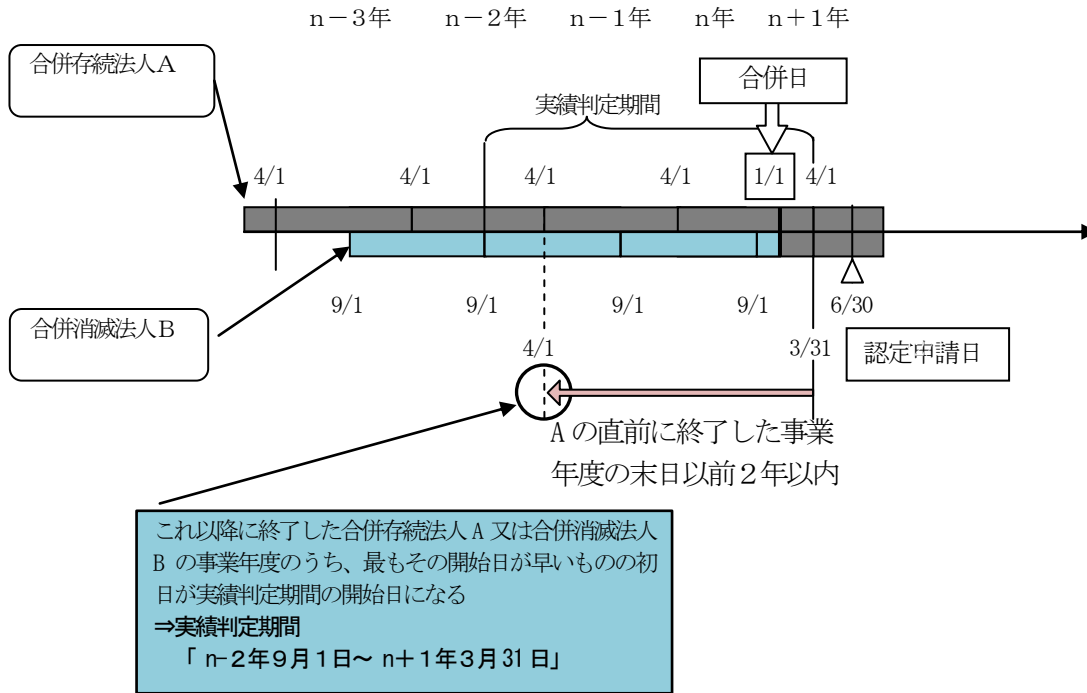 n－3年 n－2年 n－1年 n年 n＋1年
合併存続法人A
合併日
実績判定期間
4/1 4/1 4/1 4/1 1/1 4/1
9/1 9/1 9/1 9/1 6/30
合併消滅法人B
4/1 3/31 認定申請日
A の直前に終了した事業
年度の末日以前２年以内
これ以降に終了した合併存続法人 A 又は合併消滅法人
B の事業年度のうち、最もその開始日が早いものの初
日が実績判定期間の開始日になる
⇒実績判定期間
「 n-2年９月１日～ n＋１年３月 31 日」